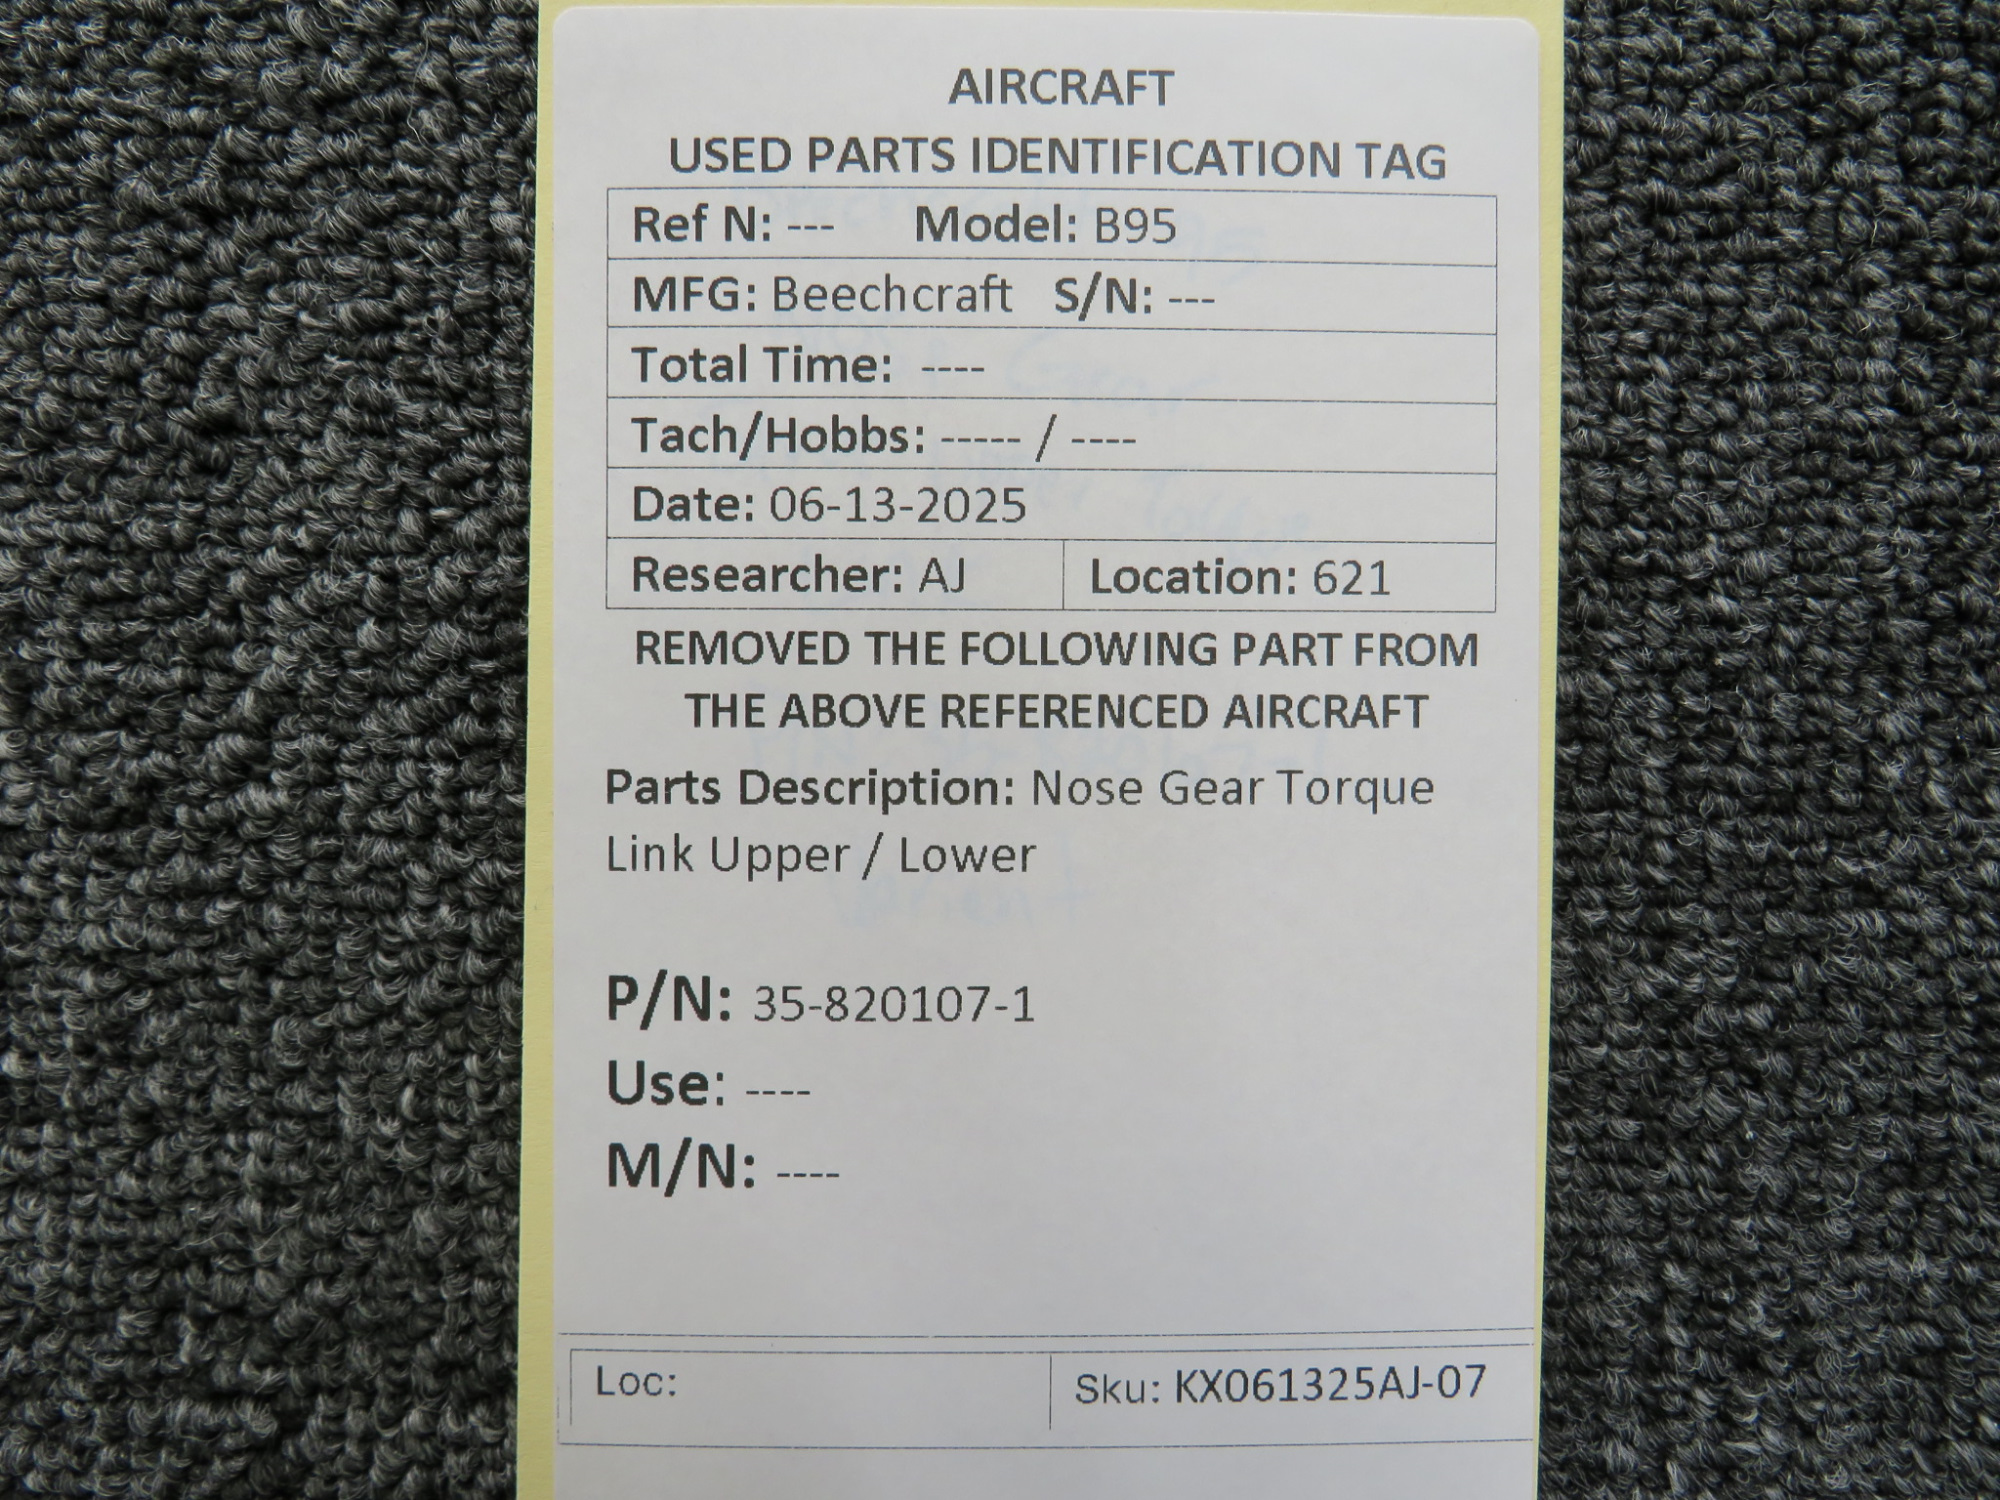 AIRCRAFT
USED PARTS IDENTIFICATION TAG
Ref N: --- Model: B95
MFG: Beechcraft S/N: ---
Total Time: ----
Tach/Hobbs: ----- / ----
Date: 06-13-2025
Researcher: AJ Location: 621
REMOVED THE FOLLOWING PART FROM
THE ABOVE REFERENCED AIRCRAFT
Parts Description: Nose Gear Torque
Link Upper / Lower
P/N: 35-820107-1
Use: ----
M/N: ----
Loc: Sku: KX061325AJ-07